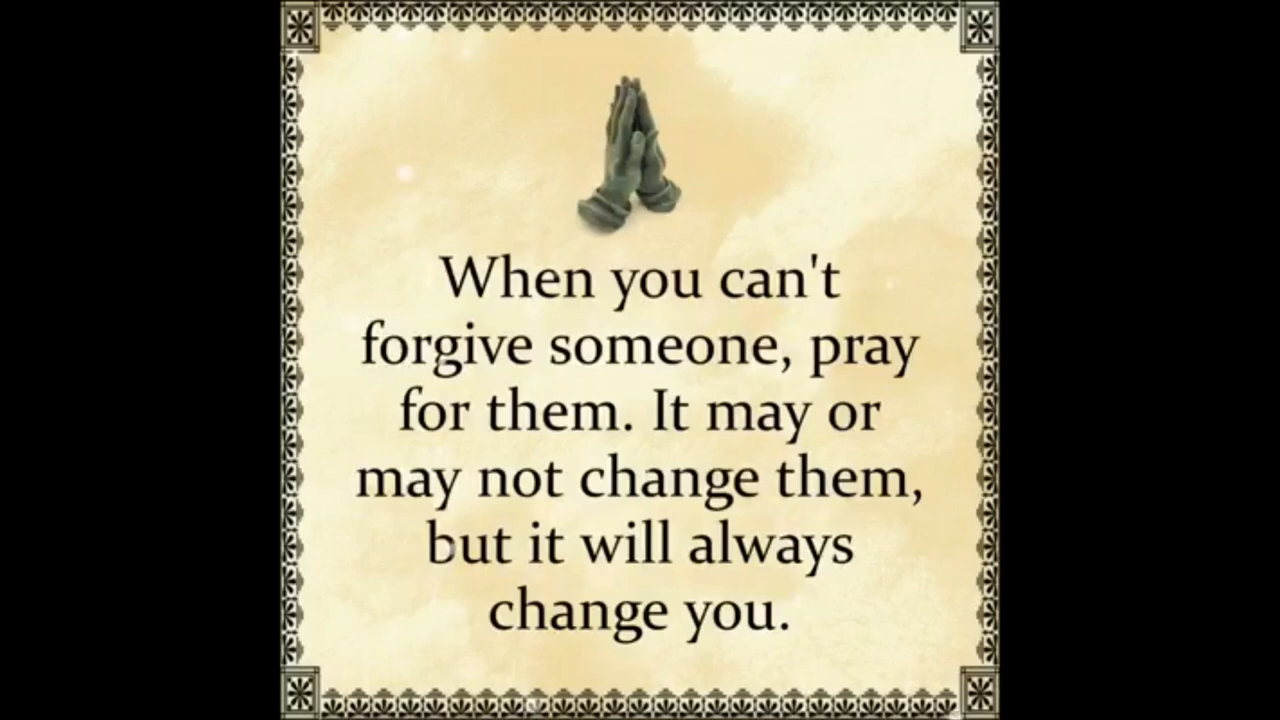 When you can't
forgive someone, pray
for them. It may or
may not change them,
but it will always
change you.